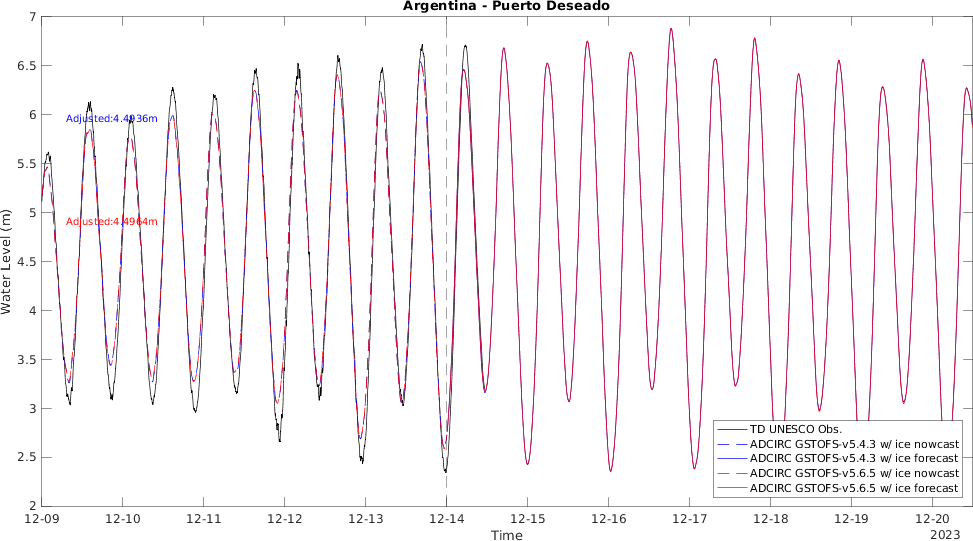 Argentina - Puerto Deseado
7
6.5
6
5.5
5
4.5
4
3.5
3
2.5
2
Water Level (m)
Adjusted:4.4936m
Adjusted:4.4964m
TD UNESCO Obs.
ADCIRC GSTOFS-v5.4.3 w/ ice nowcast
ADCIRC GSTOFS-v5.4.3 w/ ice forecast
ADCIRC GSTOFS-v5.6.5 w/ ice nowcast
ADCIRC GSTOFS-v5.6.5 w/ ice forecast
12-09 12-10 12-11 12-12 12-13 12-14 12-15 12-16 12-17 12-18 12-19 12-20
Time
2023